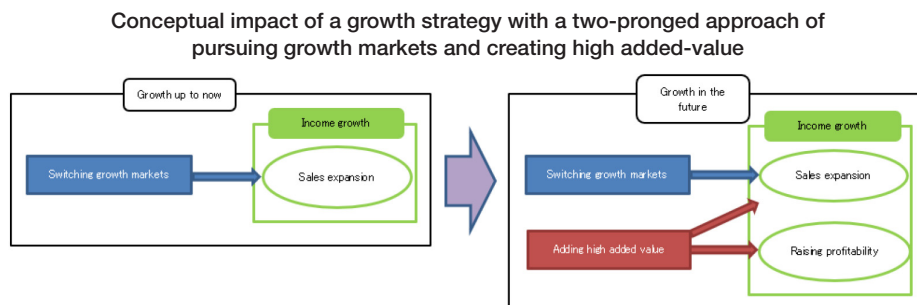 Conceptual impact of a growth strategy with a two-pronged approach of
pursuing growth markets and creating high added-value
Growth up to now
Income growth
Switching growth markets
Sales expansion
Growth in the
future
Income growth
Switching growth markets
Sales expansion
Adding high added value
Raising profitability